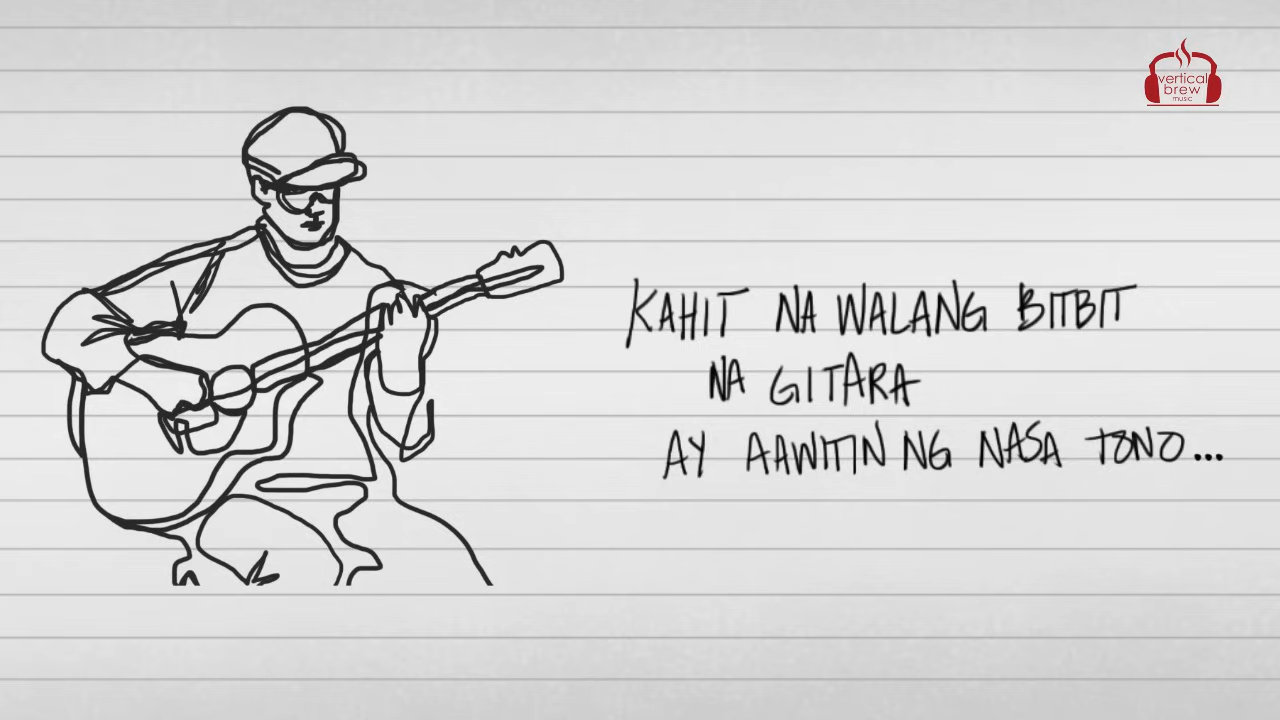 vertical
brew
music
KAHIT NA WALANG BITBIT
NA GITARA
AY AAWITIN NG NASA TONO...